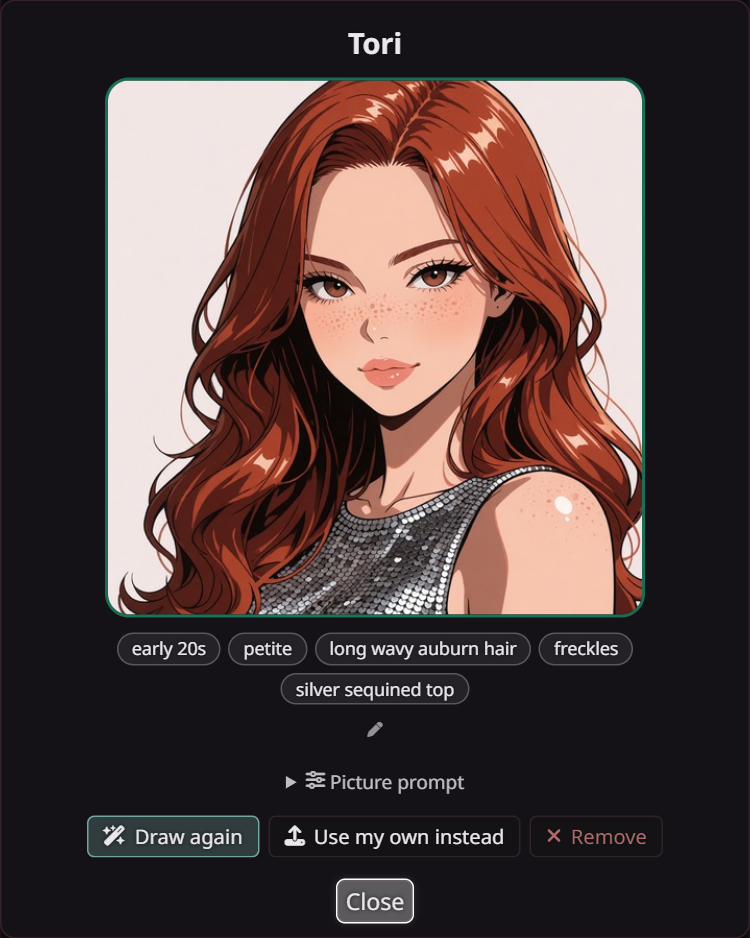 Tori
early 20s petite long wavy auburn hair freckles
silver sequined top
Picture prompt
Draw again Use my own instead Remove
Close